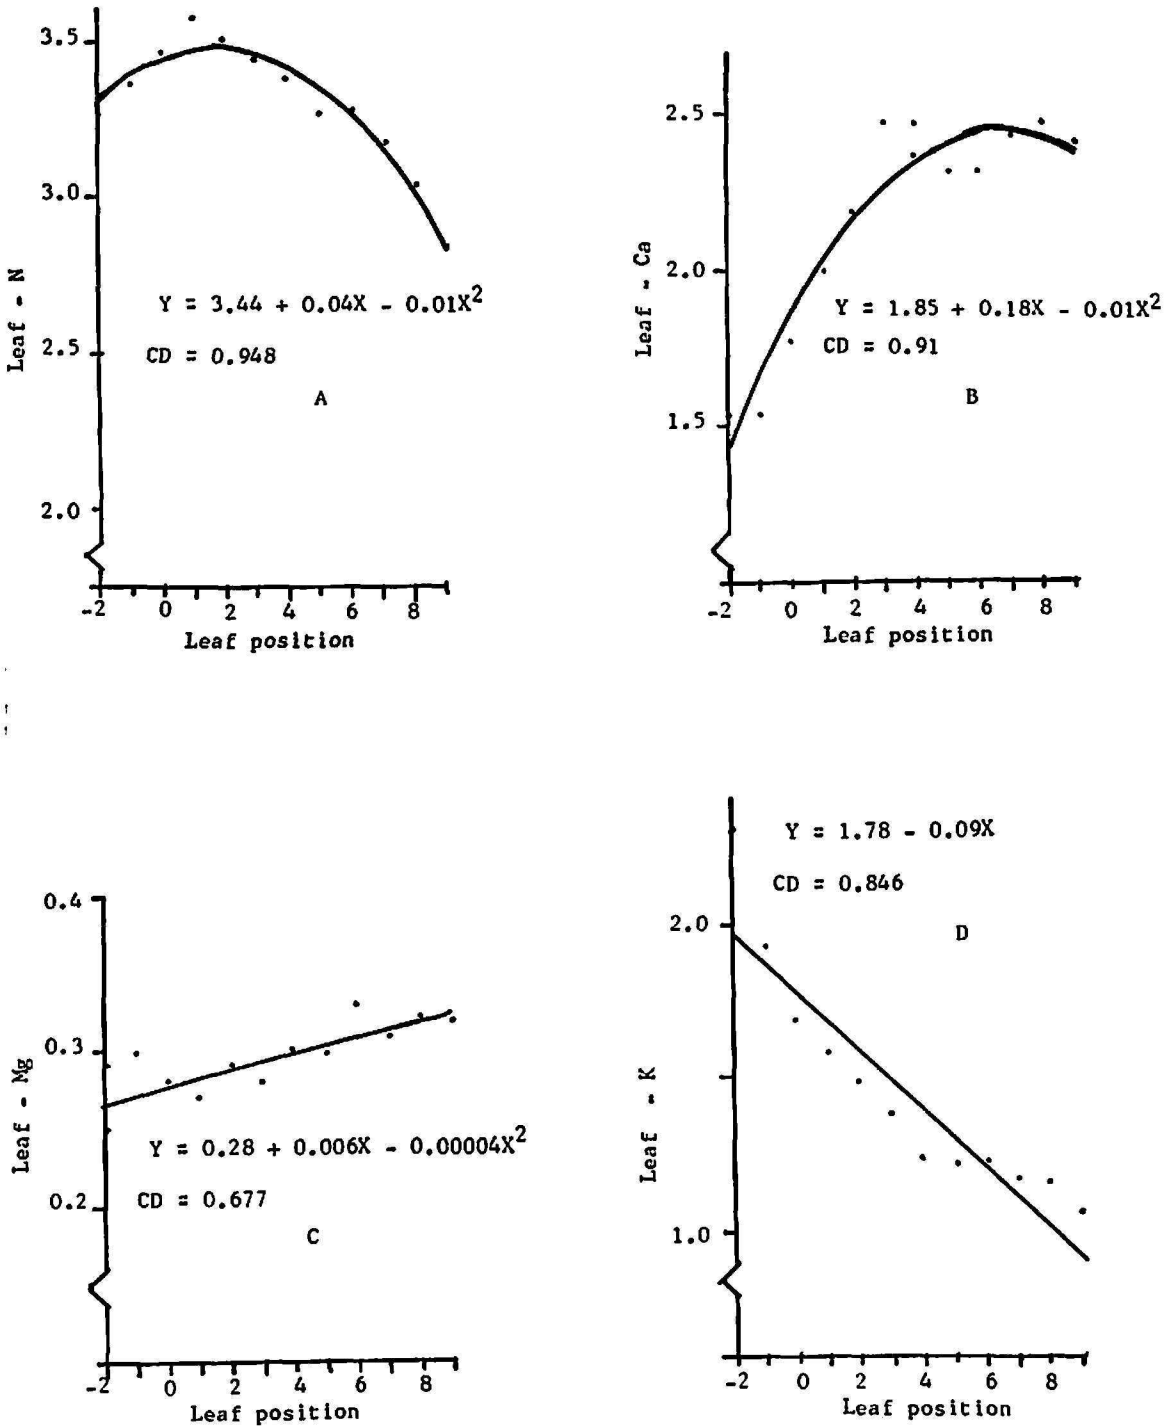 3.5
3.0
2.5
2.0
Leaf - N
Y = 3.44 + 0.04X - 0.01X²
CD = 0.948
A
-2 0 2 4 6 8
Leaf position
2.5
2.0
1.5
Leaf - Ca
Y = 1.85 + 0.18X - 0.01X²
CD = 0.91
B
-2 0 2 4 6 8
Leaf position
0.4
0.3
0.2
Leaf - Mg
Y = 0.28 + 0.006X - 0.00004X²
CD = 0.677
C
-2 0 2 4 6 8
Leaf position
Y = 1.78 - 0.09X
CD = 0.846
D
2.0
1.0
Leaf - K
-2 0 2 4 6 8
Leaf position